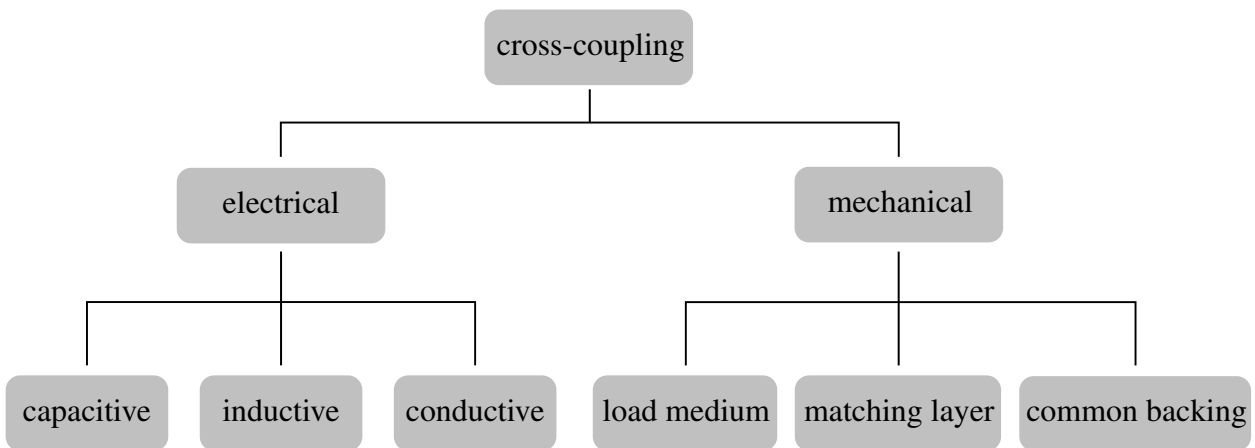 cross-coupling
electrical
mechanical
capacitive
inductive
conductive
load medium
matching layer
common backing